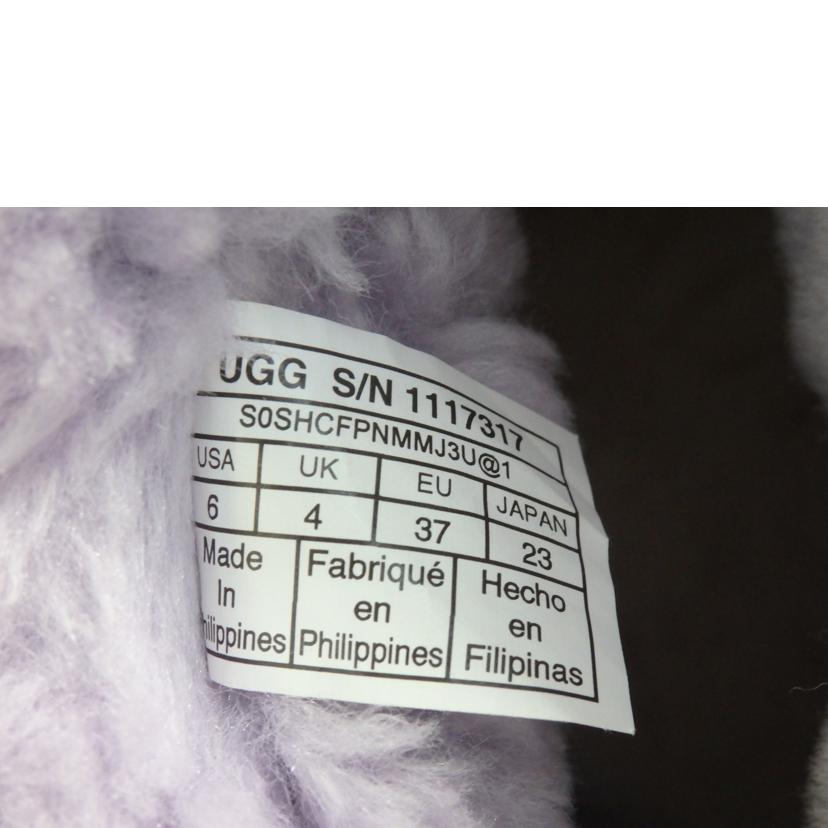 UGG S/N 1117317
S0SHCFPNMMJ3U@1
USA UK EU JAPAN
6 4 37 23
Made In Philippines
Fabriqué en Philippines
Hecho en Filipinas